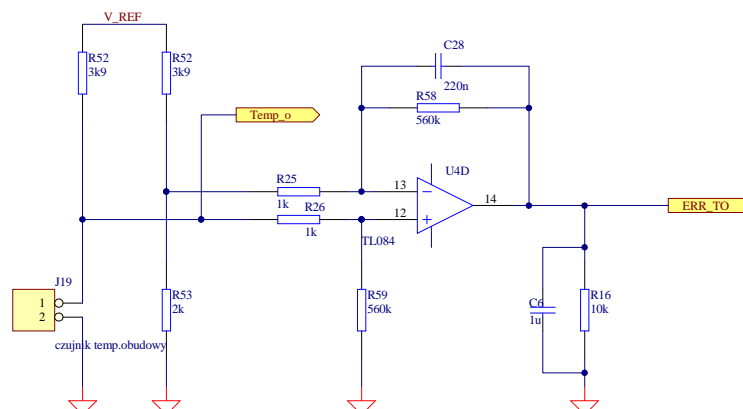 V_REF
R52
3k9
R52
3k9
Temp_o
C28
220n
R58
560k
U4D
R25
1k
R26
1k
13
12
14
TL084
ERR_TO
J19
1
2
czujnik temp.obudowy
R53
2k
R59
560k
C6
1u
R16
10k